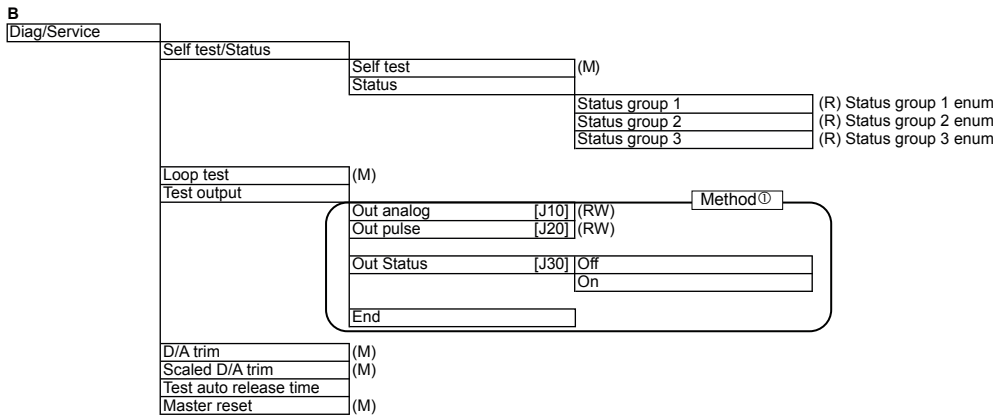 B
Diag/Service
Self test/Status
Self test (M)
Status
Status group 1 (R) Status group 1 enum
Status group 2 (R) Status group 2 enum
Status group 3 (R) Status group 3 enum
Loop test (M)
Test output
Method①
Out analog [J10] (RW)
Out pulse [J20] (RW)
Out Status [J30] Off
On
End
D/A trim (M)
Scaled D/A trim (M)
Test auto release time
Master reset (M)